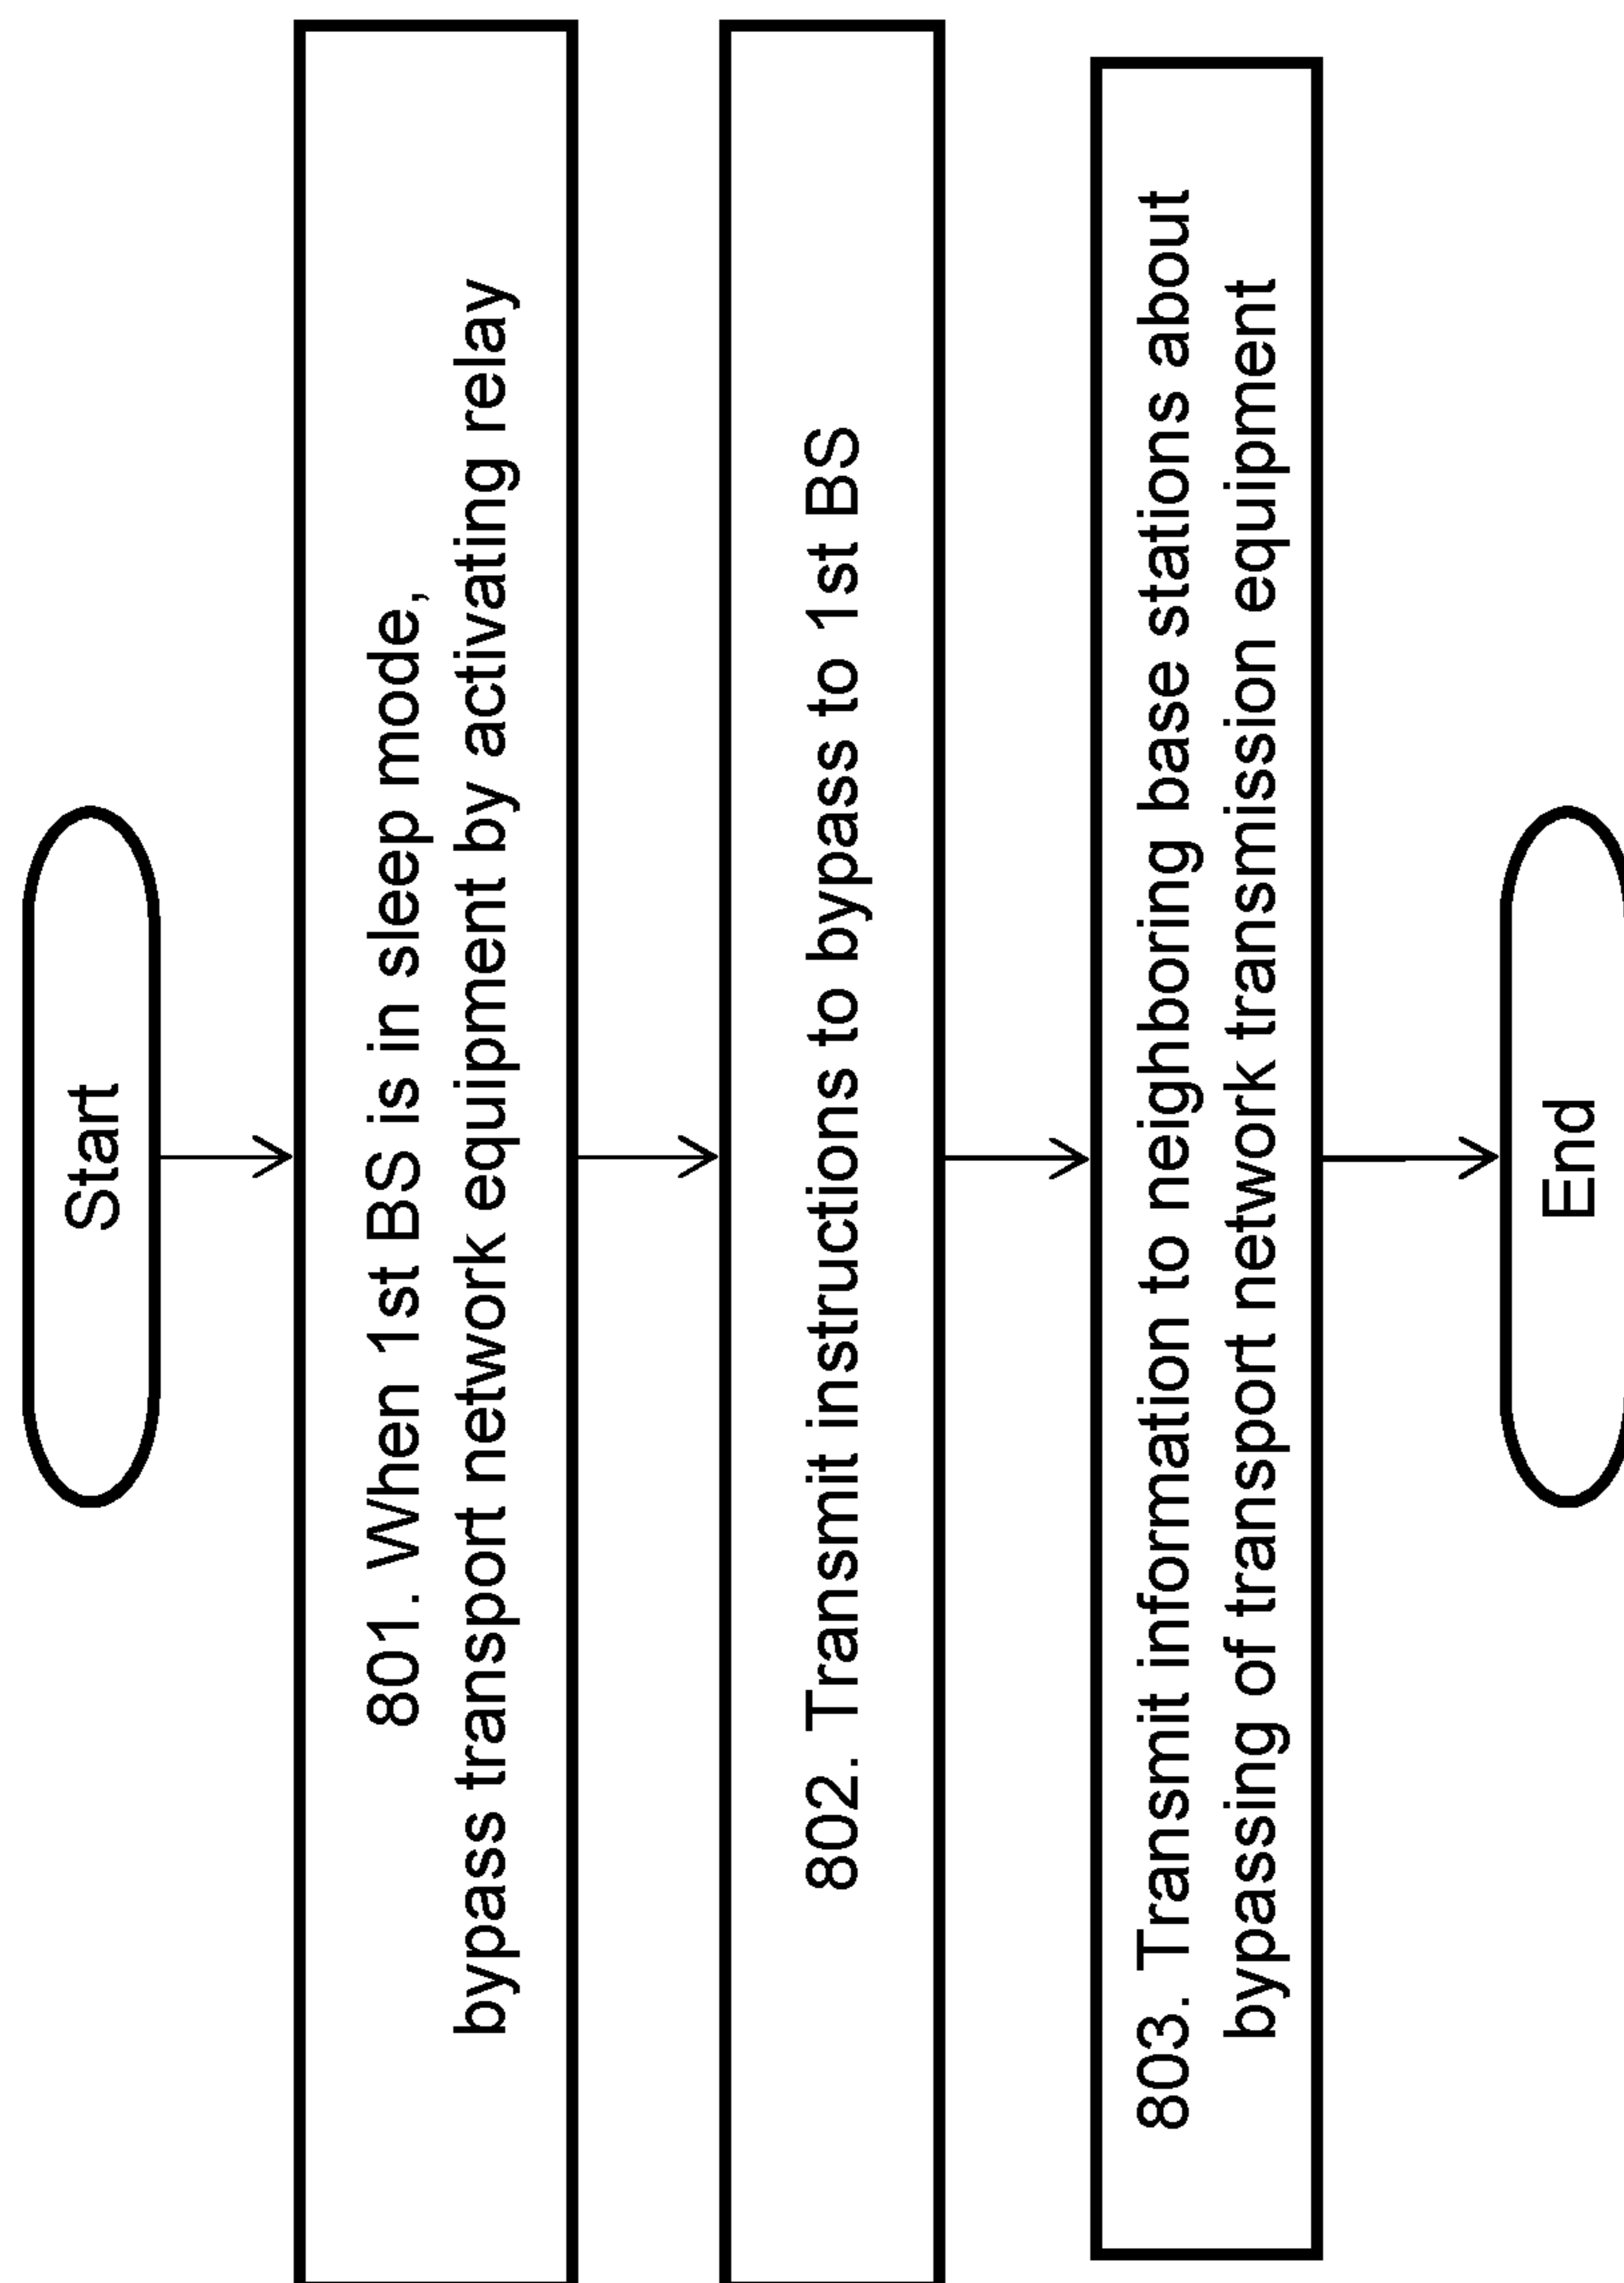 Start
801. When 1st BS is in sleep mode,
bypass transport network equipment by activating relay
802. Transmit instructions to bypass to 1st BS
803. Transmit information to neighboring base stations about
bypassing of transport network transmission equipment
End